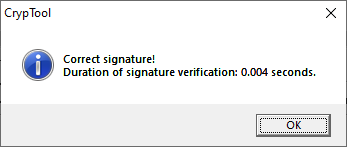 CrypTool
Correct signature!
Duration of signature verification: 0.004 seconds.
OK